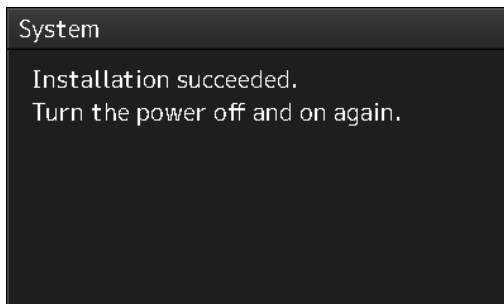 System
Installation succeeded.
Turn the power off and on again.